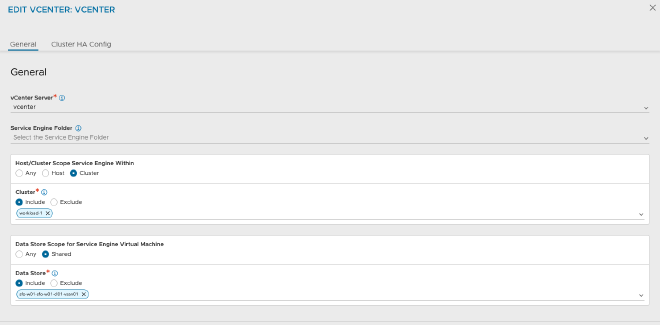 EDIT VCENTER: VCENTER
General Cluster HA Config
General
vCenter Server*
vcenter
Service Engine Folder
Select the Service Engine Folder
Host/Cluster Scope Service Engine Within
Any Host Cluster
Cluster*
Include Exclude
workload-1
Data Store Scope for Service Engine Virtual Machine
Any Shared
Data Store*
Include Exclude
sfo-w01-sfo-w01-cl01-vsan01